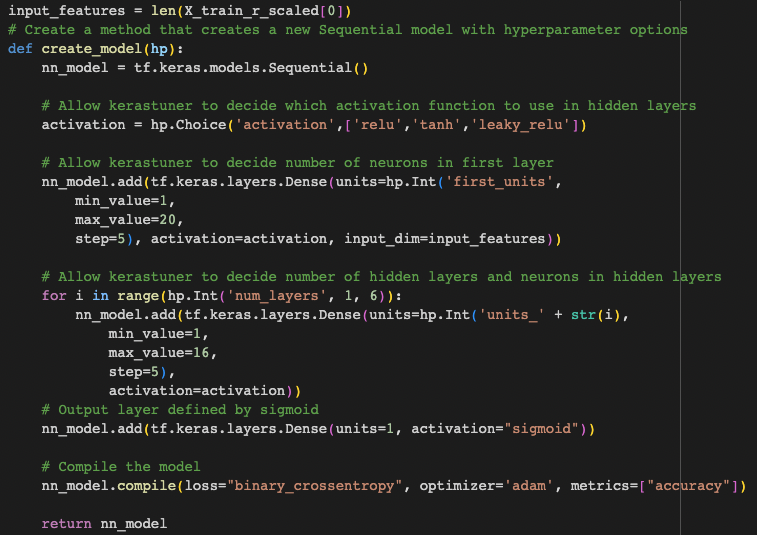 input_features = len(X_train_r_scaled[0])
# Create a method that creates a new Sequential model with hyperparameter options
def create_model(hp):
    nn_model = tf.keras.models.Sequential()

    # Allow kerastuner to decide which activation function to use in hidden layers
    activation = hp.Choice('activation',['relu','tanh','leaky_relu'])

    # Allow kerastuner to decide number of neurons in first layer
    nn_model.add(tf.keras.layers.Dense(units=hp.Int('first_units',
        min_value=1,
        max_value=20,
        step=5), activation=activation, input_dim=input_features))

    # Allow kerastuner to decide number of hidden layers and neurons in hidden layers
    for i in range(hp.Int('num_layers', 1, 6)):
        nn_model.add(tf.keras.layers.Dense(units=hp.Int('units_' + str(i),
            min_value=1,
            max_value=16,
            step=5),
            activation=activation))
    # Output layer defined by sigmoid
    nn_model.add(tf.keras.layers.Dense(units=1, activation="sigmoid"))

    # Compile the model
    nn_model.compile(loss="binary_crossentropy", optimizer='adam', metrics=["accuracy"])

    return nn_model